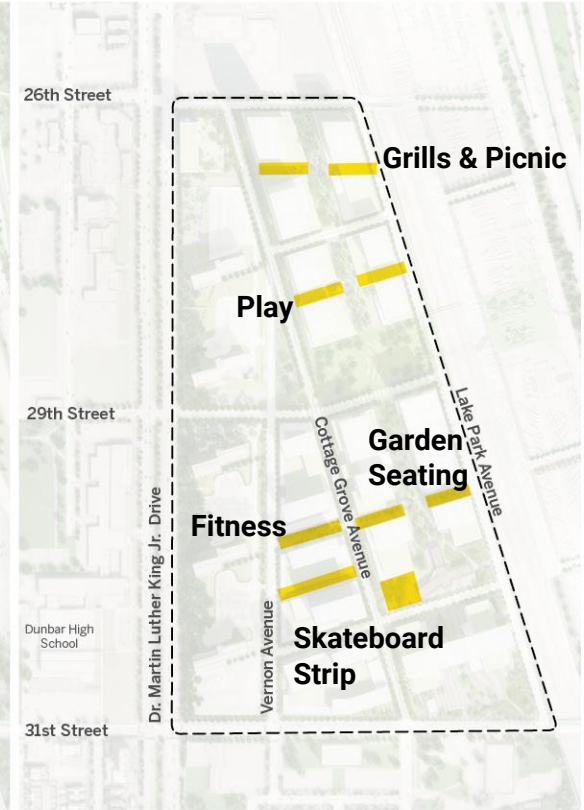 26th Street
Grills & Picnic
Play
29th Street
Cottage Grove Avenue
Lake Park Avenue
Garden
Seating
Fitness
Dr. Martin Luther King Jr. Drive
Vernon Avenue
Dunbar High
School
Skateboard
Strip
31st Street